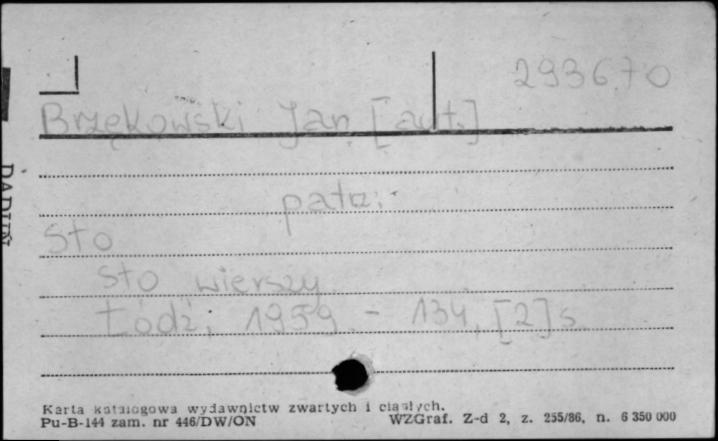 293670
Brzękowski Jan [aut.]
patrz:
Sto
Sto wierszy
Łódź, 1959. - 134, [2] s.
Karta katalogowa wydawnictw zwartych i ciągłych.
Pu-B-144 zam. nr 446/DW/ON WZGraf. Z-d 2, z. 255/86, n. 6 350 000